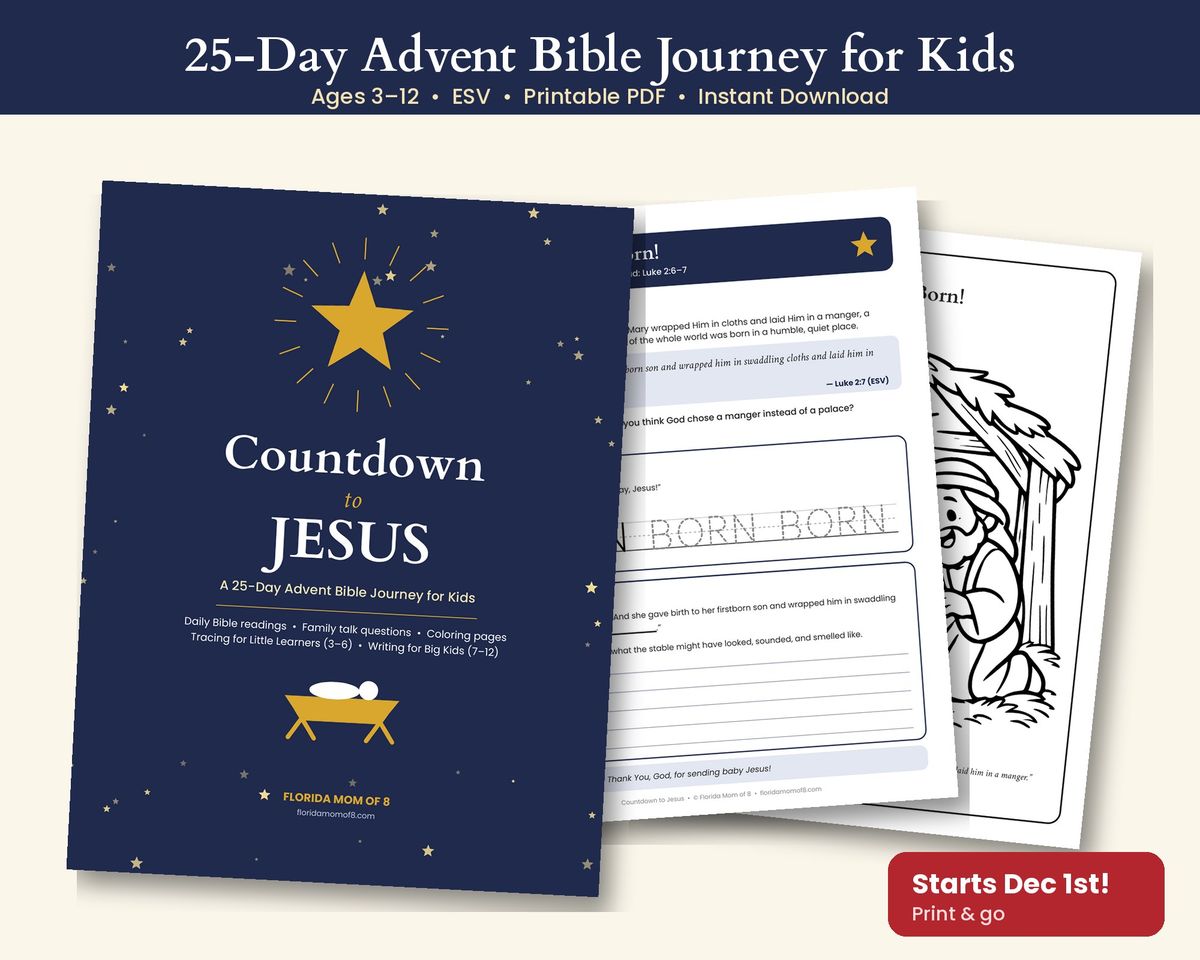 25-Day Advent Bible Journey for Kids
Ages 3–12 • ESV • Printable PDF • Instant Download
Countdown
to
JESUS
A 25-Day Advent Bible Journey for Kids
Daily Bible readings • Family talk questions • Coloring pages
Tracing for Little Learners (3–6) • Writing for Big Kids (7–12)
FLORIDA MOM OF 8
floridamomof8.com
Luke 2:6–7
Mary wrapped Him in cloths and laid Him in a manger, a
of the whole world was born in a humble, quiet place.
born son and wrapped him in swaddling cloths and laid him in
— Luke 2:7 (ESV)
you think God chose a manger instead of a palace?
Jesus!"
BORN BORN
And she gave birth to her firstborn son and wrapped him in swaddling
"
what the stable might have looked, sounded, and smelled like.
Thank You, God, for sending baby Jesus!
Countdown to Jesus • © Florida Mom of 8 • floridamomof8.com
Born!
laid him in a manger."
Starts Dec 1st!
Print & go